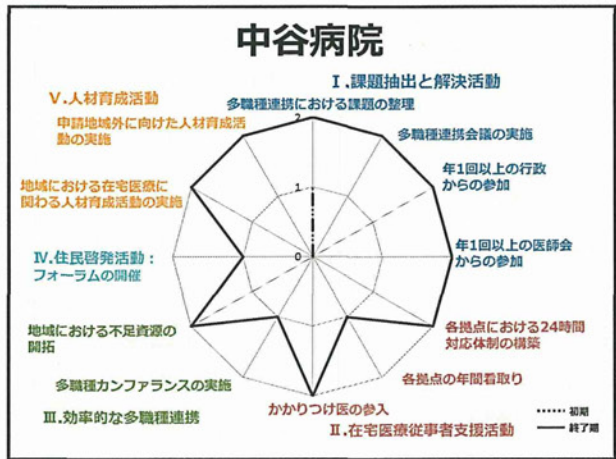 中谷病院
Ⅰ.課題抽出と解決活動
多職種連携における課題の整理
多職種連携会議の実施
年1回以上の行政
からの参加
年1回以上の医師会
からの参加
各拠点における24時間
対応体制の構築
各拠点の年間看取り
かかりつけ医の参入
Ⅱ.在宅医療従事者支援活動
Ⅲ.効率的な多職種連携
多職種カンファランスの実施
地域における不足資源の
開拓
Ⅳ.住民啓発活動：
フォーラムの開催
地域における在宅医療に
関わる人材育成活動の実施
申請地域外に向けた人材育成活
動の実施
Ⅴ.人材育成活動
2
1
0
初期
終了期